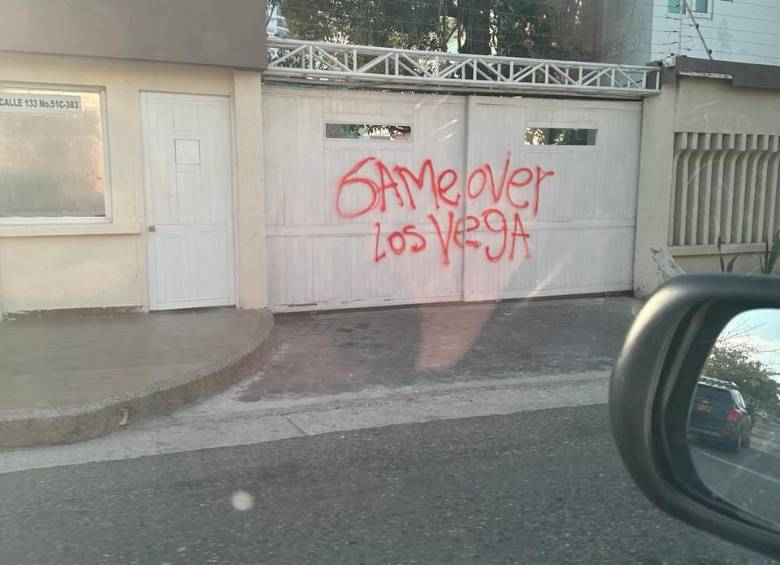 CALLE 133 No.51C-383
GAMe over
Los VegA